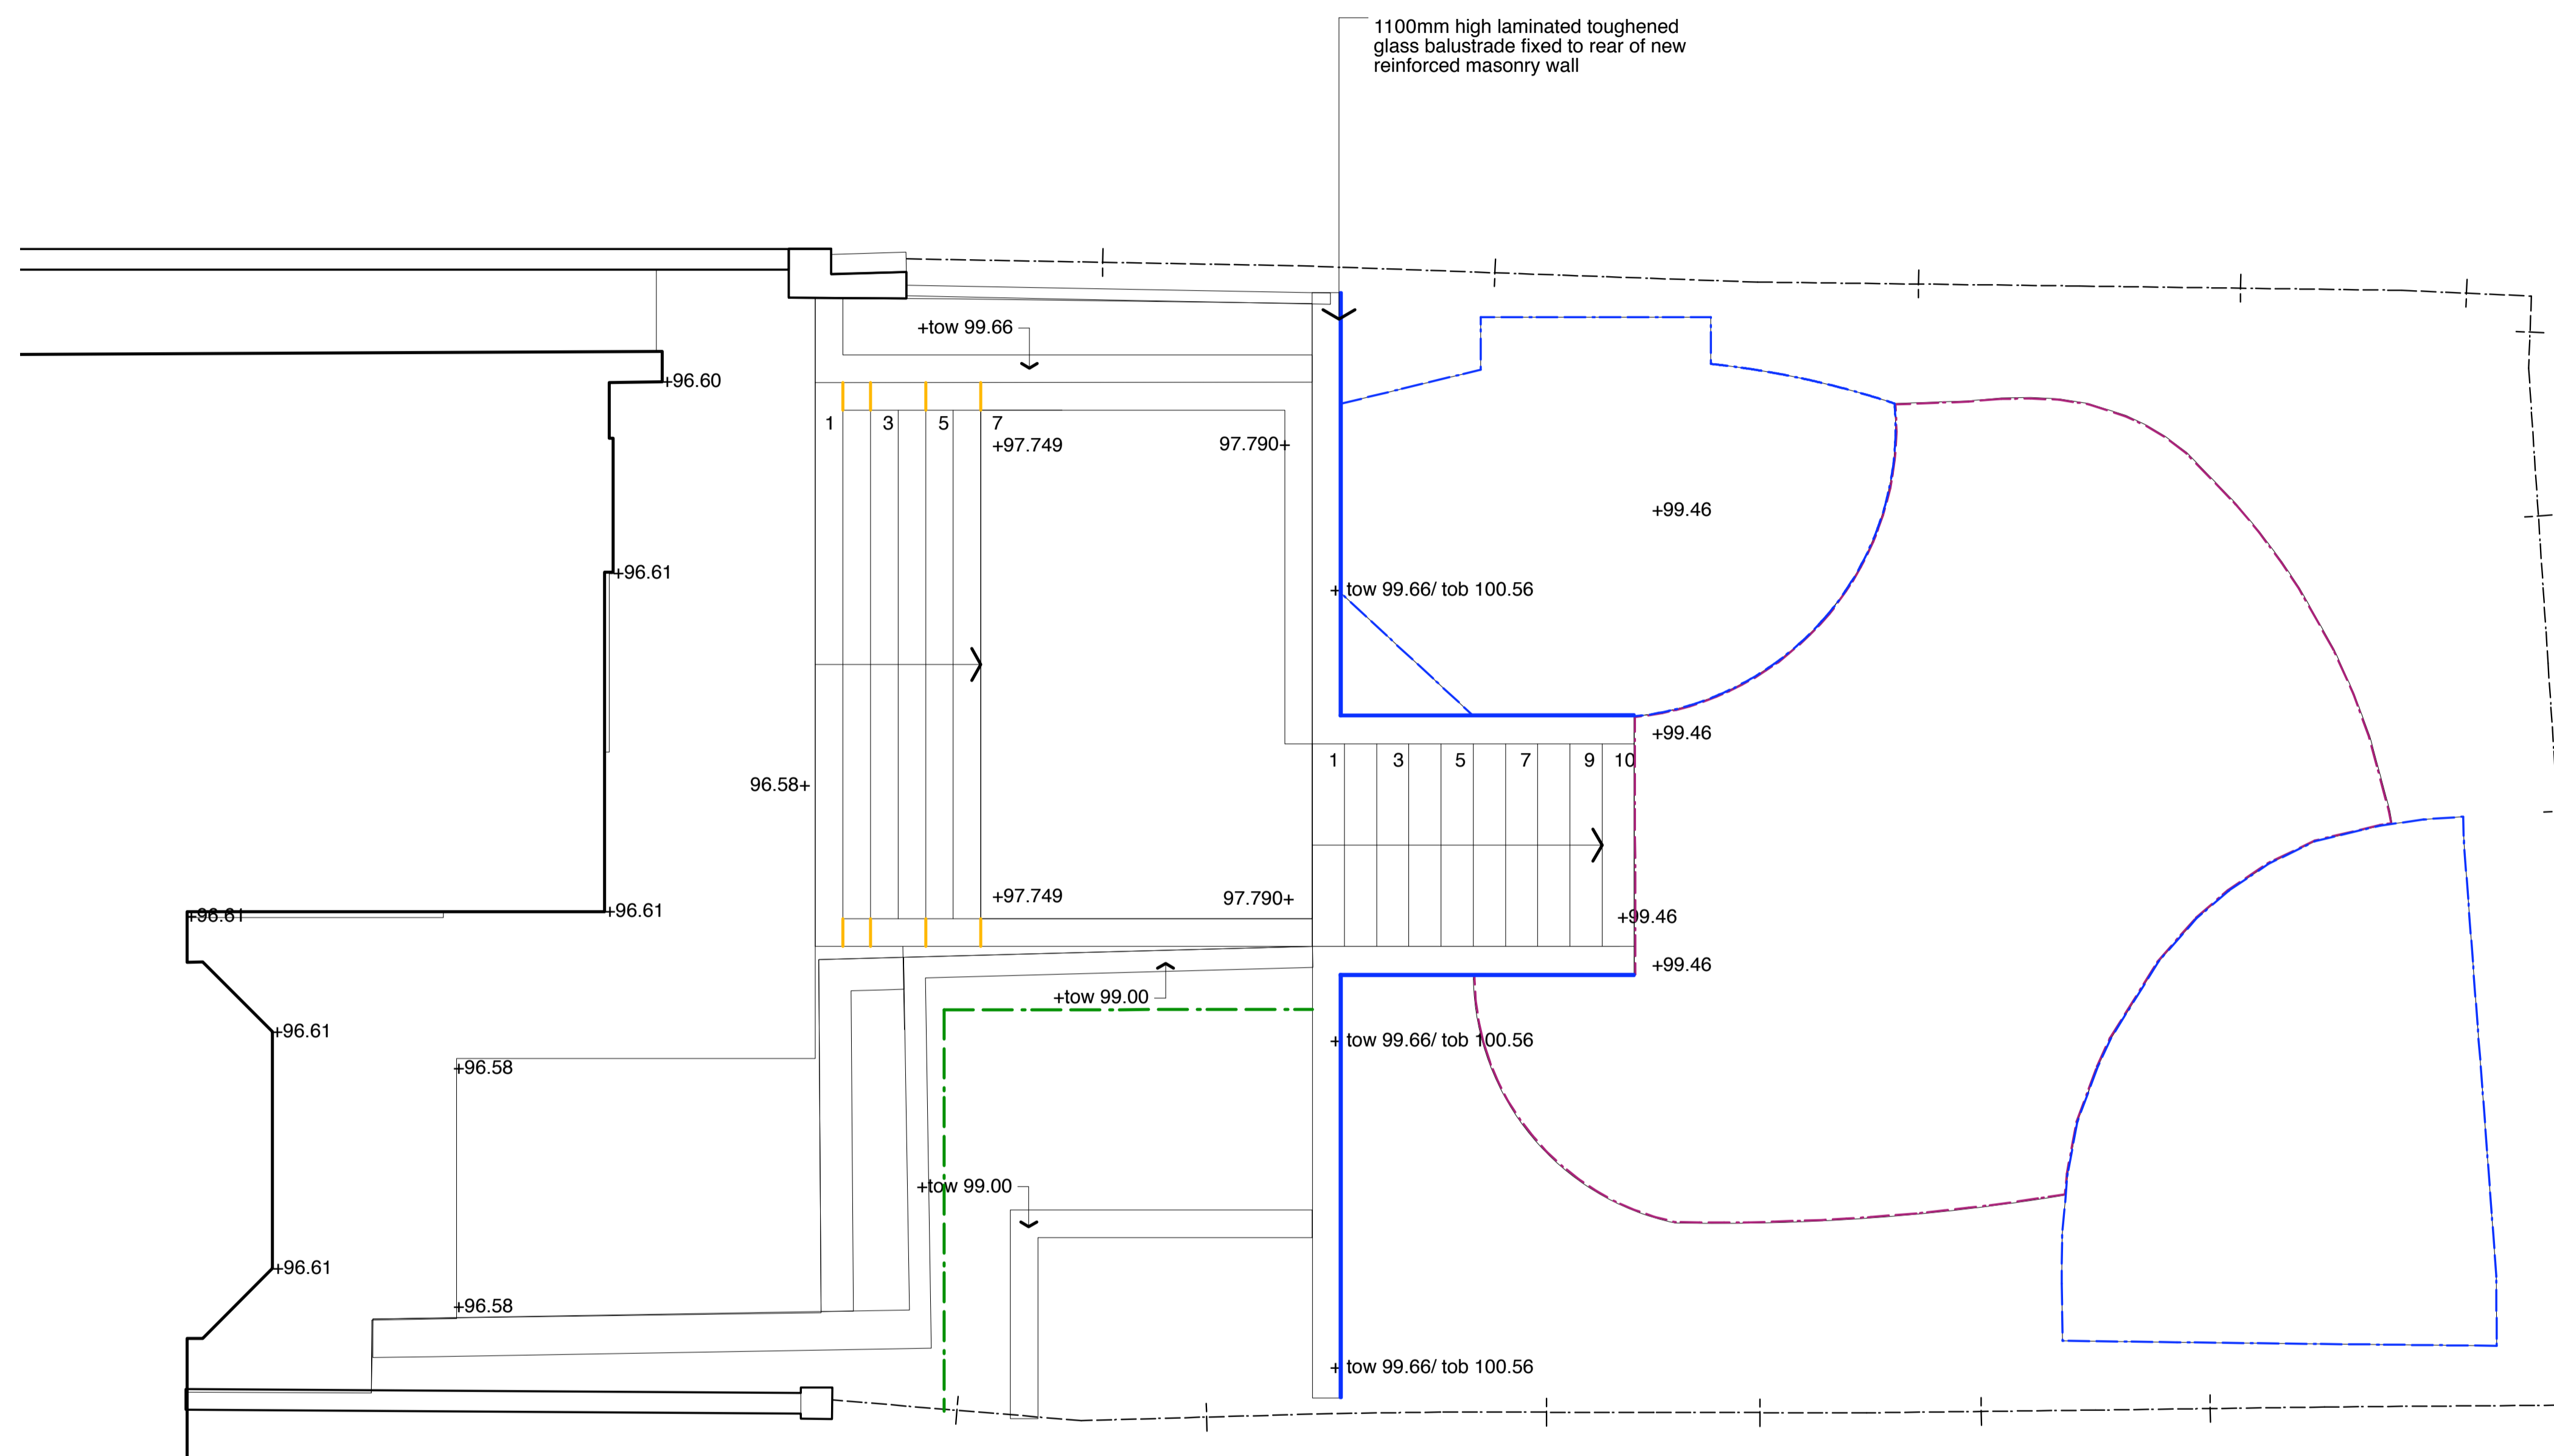 1100mm high laminated toughened
glass balustrade fixed to rear of new
reinforced masonry wall
+tow 99.66
+96.60
1 3 5 7
+97.749
97.790+
+99.46
+96.61
+ tow 99.66/ tob 100.56
+99.46
1 3 5 7 9 10
96.58+
+97.749
97.790+
+96.61
+96.61
+99.46
+99.46
+tow 99.00
+96.61
+ tow 99.66/ tob 100.56
+96.58
+tow 99.00
+96.61
+96.58
+ tow 99.66/ tob 100.56